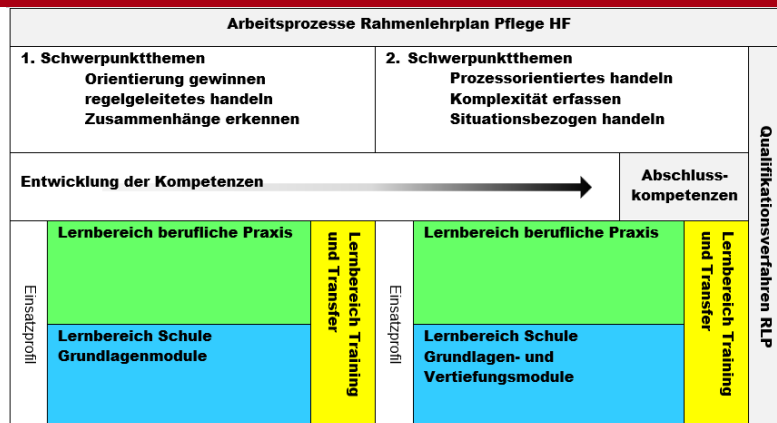 Arbeitsprozesse Rahmenlehrplan Pflege HF
1. Schwerpunktthemen
Orientierung gewinnen
regelgeleitetes handeln
Zusammenhänge erkennen
2. Schwerpunktthemen
Prozessorientiertes handeln
Komplexität erfassen
Situationsbezogen handeln
Qualifikationsverfahren RLP
Entwicklung der Kompetenzen
Abschluss-
kompetenzen
Einsatzprofil
Lernbereich berufliche Praxis
Lernbereich Schule
Grundlagenmodule
Lernbereich Training
und Transfer
Einsatzprofil
Lernbereich berufliche Praxis
Lernbereich Schule
Grundlagen- und
Vertiefungsmodule
Lernbereich Training
und Transfer